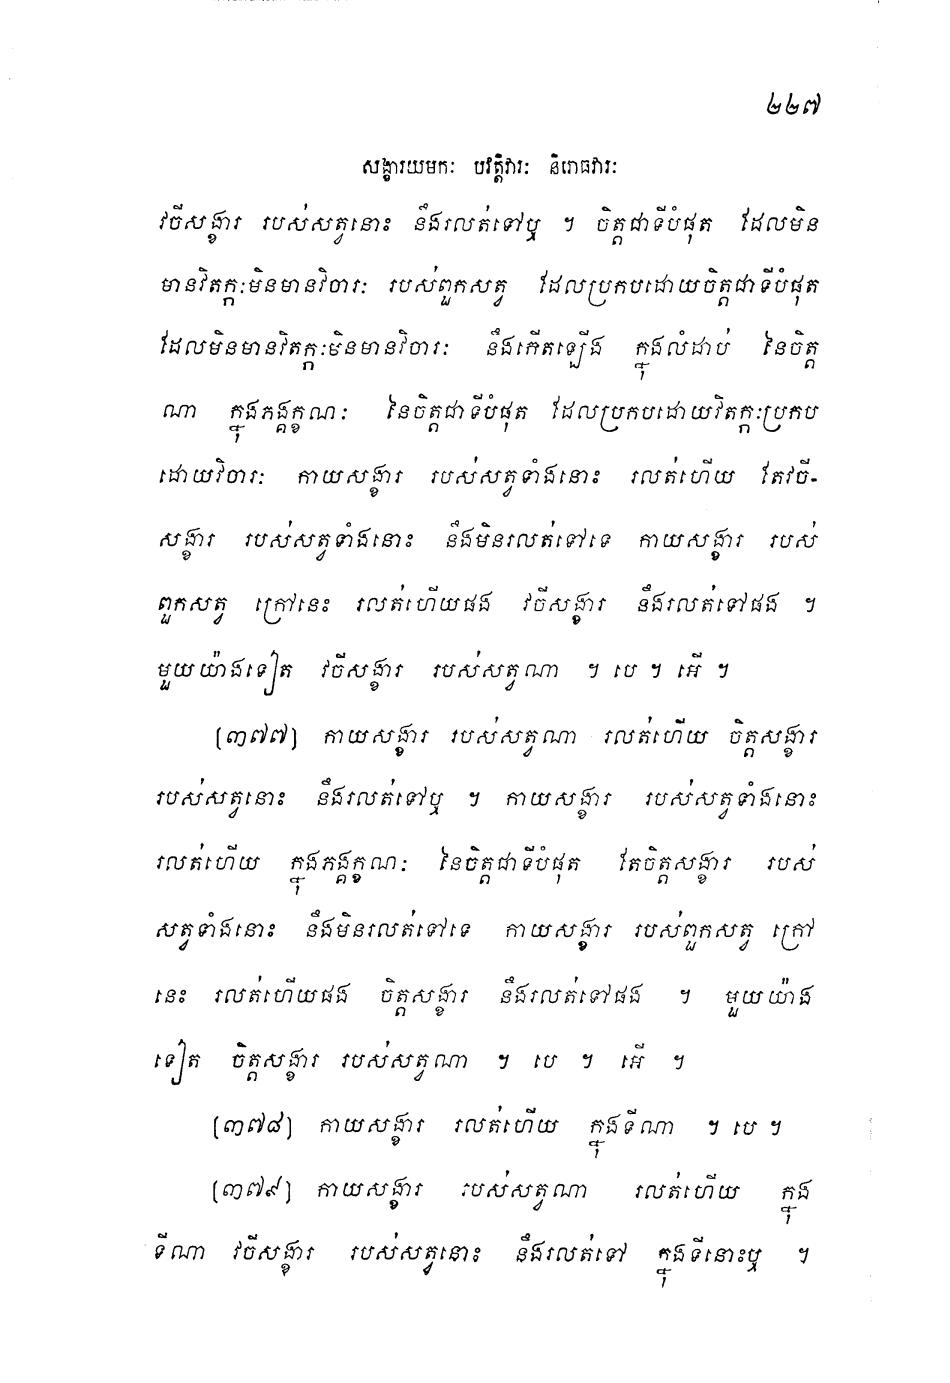 ២២៧
សង្ខារយមកៈ បវត្តិវារៈ និរោធវារៈ
វចីសង្ខារ របស់សត្វនោះ នឹងរលត់ទៅឬ ។ ចិត្តជាទីបំផុត ដែលមិន
មានវិតក្កៈមិនមានវិចារៈ របស់ពួកសត្វ ដែលប្រកបដោយចិត្តជាទីបំផុត
ដែលមិនមានវិតក្កៈមិនមានវិចារៈ នឹងកើតឡើង ក្នុងលំដាប់ នៃចិត្ត
ណា ក្នុងភង្គក្ខណៈ នៃចិត្តជាទីបំផុត ដែលប្រកបដោយវិតក្កៈប្រកប
ដោយវិចារៈ កាយសង្ខារ របស់សត្វទាំងនោះ រលត់ហើយ តែវចី-
សង្ខារ របស់សត្វទាំងនោះ នឹងមិនរលត់ទៅទេ កាយសង្ខារ របស់
ពួកសត្វ ក្រៅនេះ រលត់ហើយផង វចីសង្ខារ នឹងរលត់ទៅផង ។
មួយយ៉ាងទៀត វចីសង្ខារ របស់សត្វណា ។ បេ ។ អើ ។
(៣៧៧) កាយសង្ខារ របស់សត្វណា រលត់ហើយ ចិត្តសង្ខារ
របស់សត្វនោះ នឹងរលត់ទៅឬ ។ កាយសង្ខារ របស់សត្វទាំងនោះ
រលត់ហើយ ក្នុងភង្គក្ខណៈ នៃចិត្តជាទីបំផុត តែចិត្តសង្ខារ របស់
សត្វទាំងនោះ នឹងមិនរលត់ទៅទេ កាយសង្ខារ របស់ពួកសត្វ ក្រៅ
នេះ រលត់ហើយផង ចិត្តសង្ខារ នឹងរលត់ទៅផង ។ មួយយ៉ាង
ទៀត ចិត្តសង្ខារ របស់សត្វណា ។ បេ ។ អើ ។
(៣៧៨) កាយសង្ខារ រលត់ហើយ ក្នុងទីណា ។ បេ ។
(៣៧៩) កាយសង្ខារ របស់សត្វណា រលត់ហើយ ក្នុង
ទីណា វចីសង្ខារ របស់សត្វនោះ នឹងរលត់ទៅ ក្នុងទីនោះឬ ។